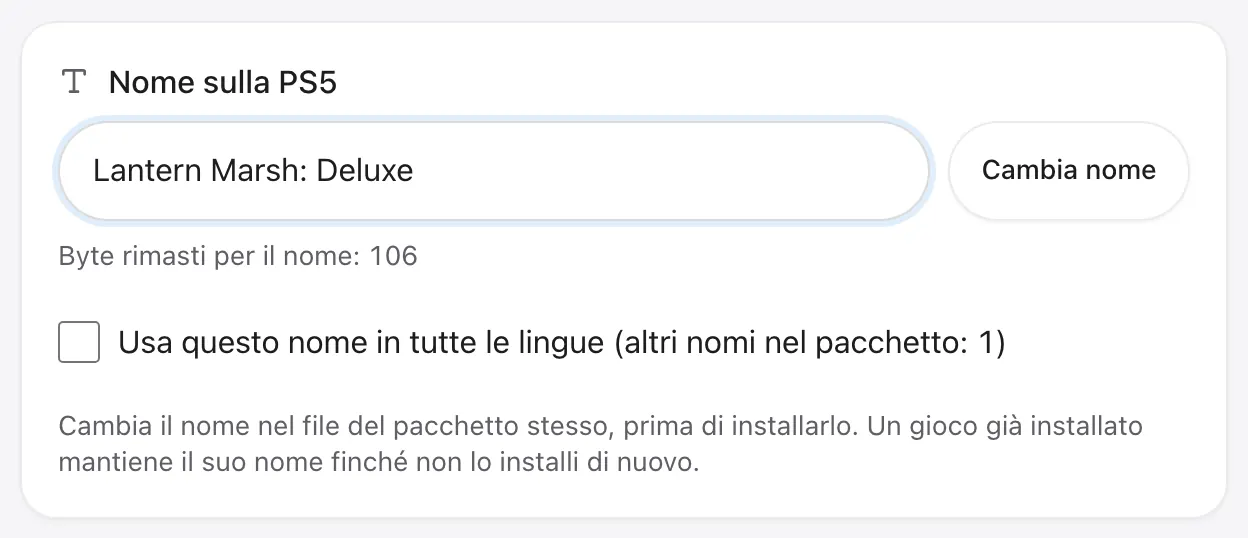 Nome sulla PS5
Lantern Marsh: Deluxe
Cambia nome
Byte rimasti per il nome: 106
Usa questo nome in tutte le lingue (altri nomi nel pacchetto: 1)
Cambia il nome nel file del pacchetto stesso, prima di installarlo. Un gioco già installato
mantiene il suo nome finché non lo installi di nuovo.